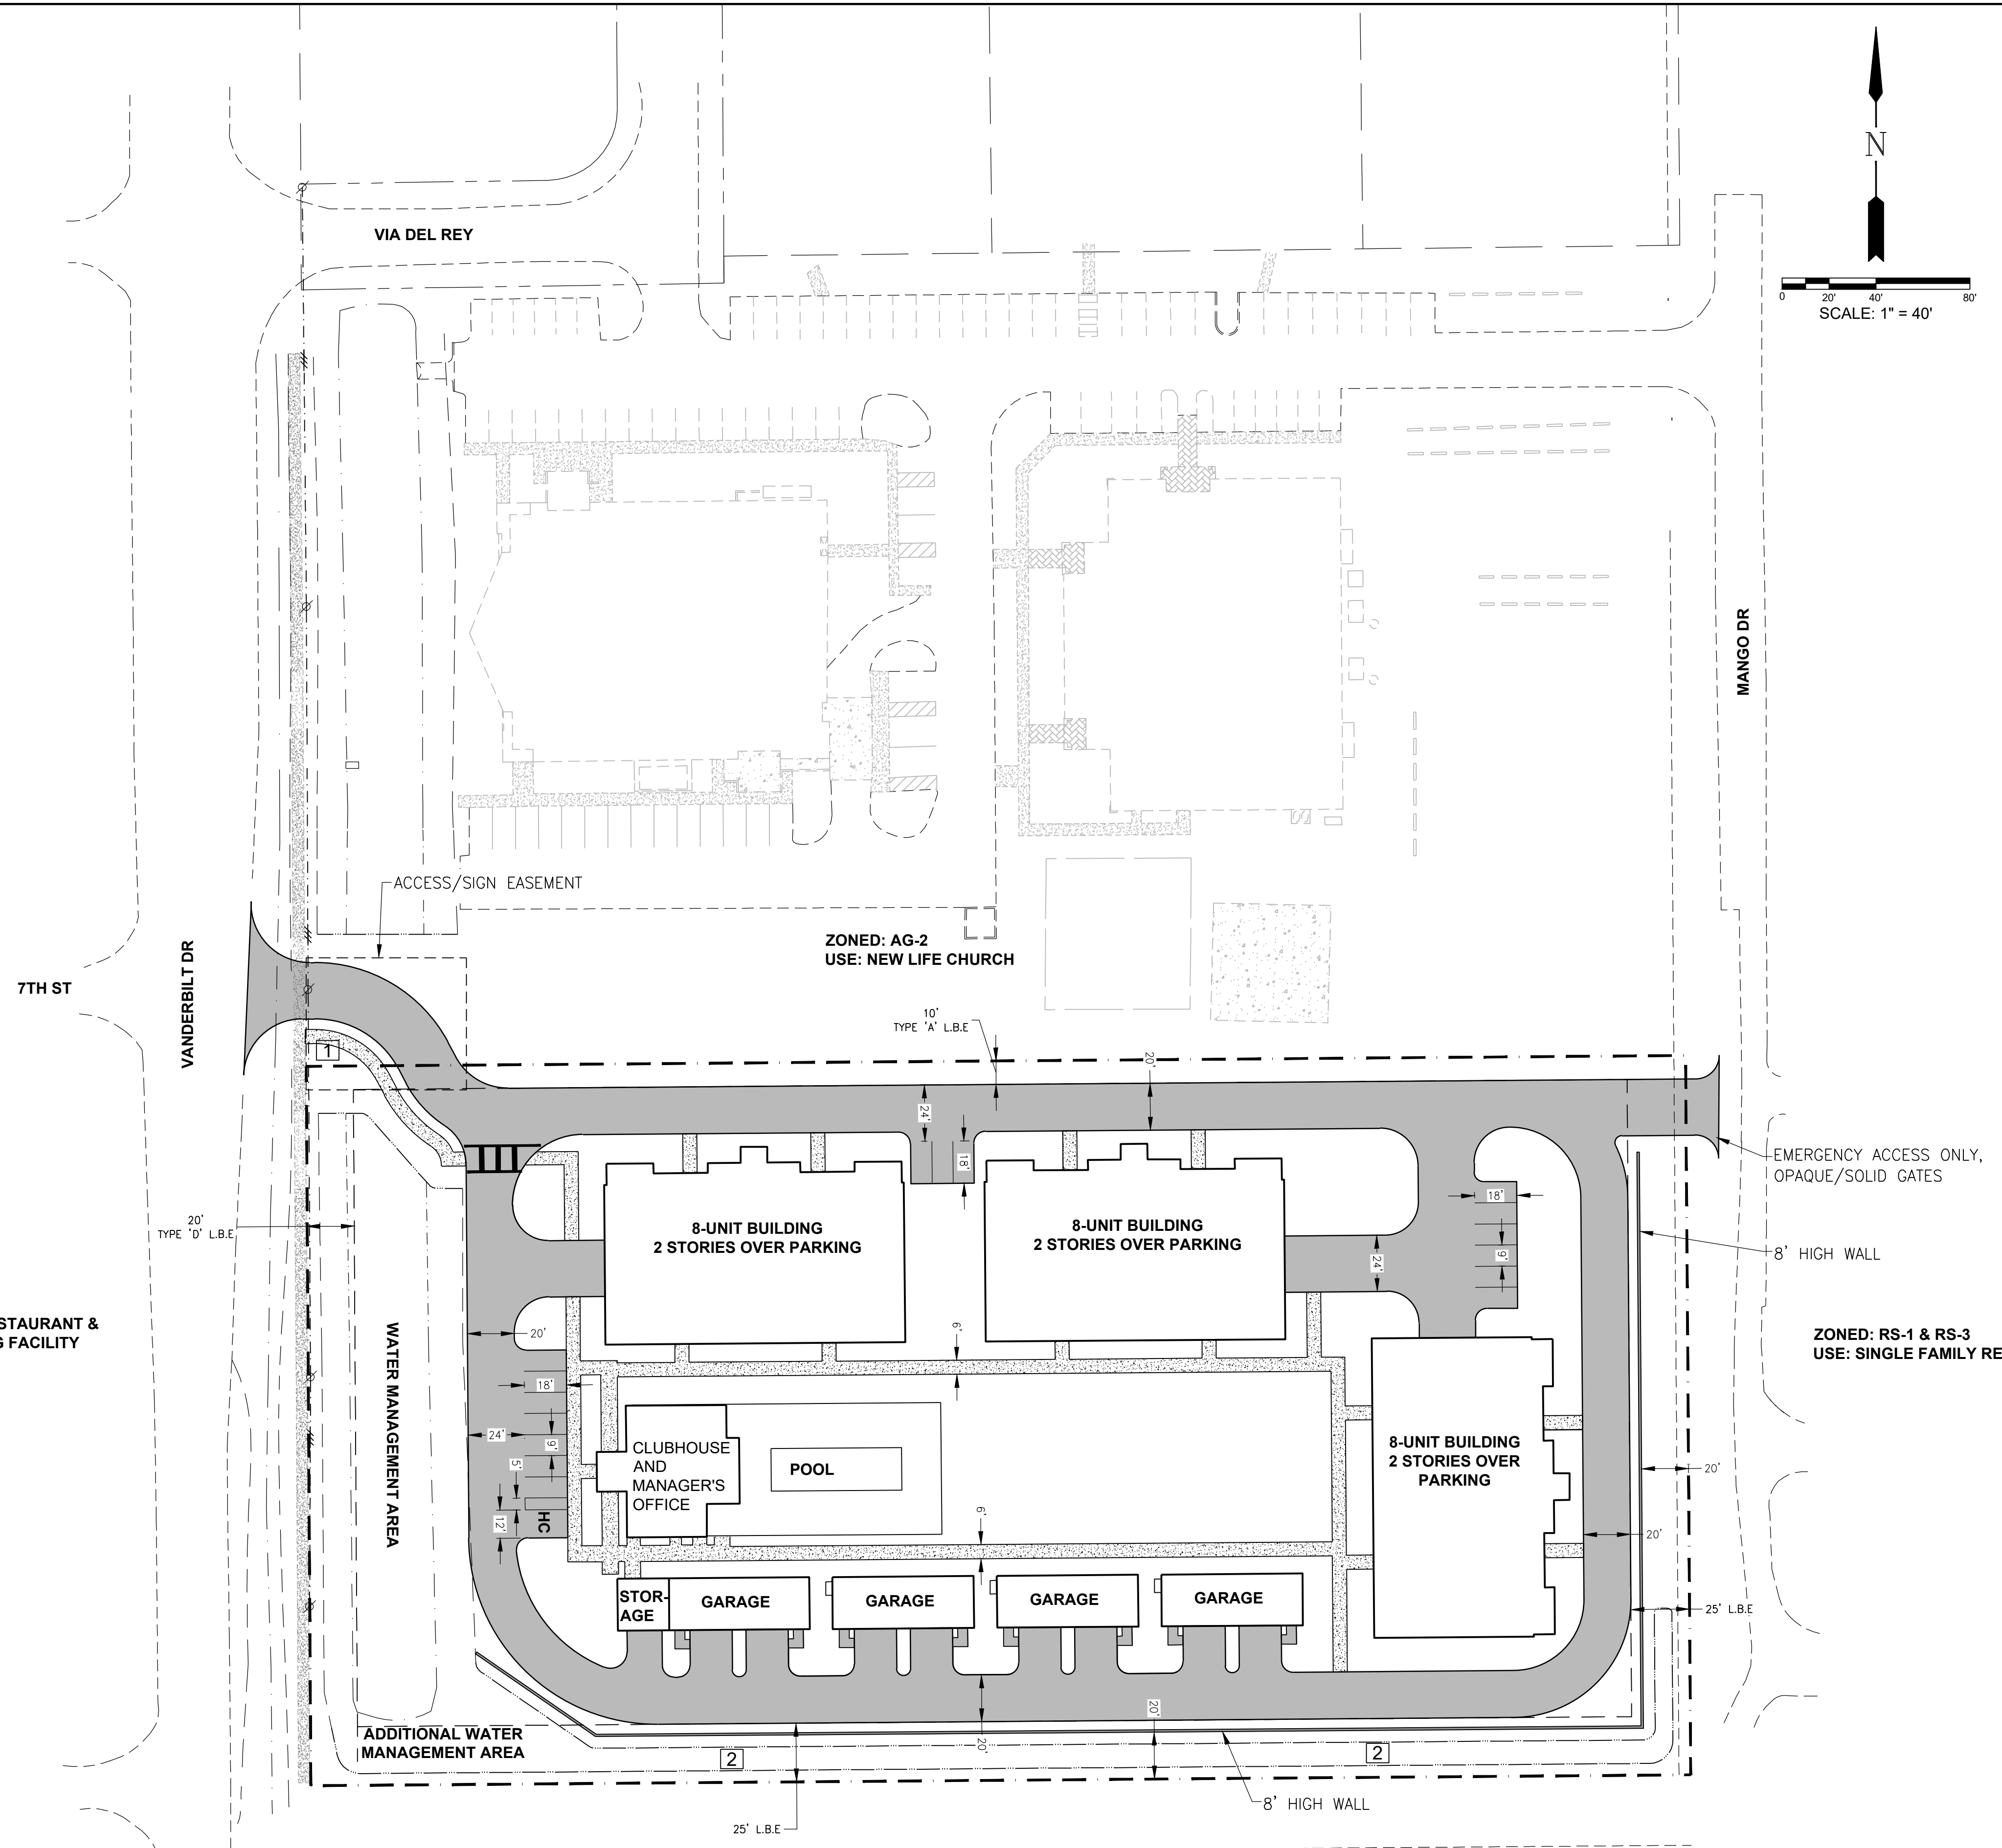 VIA DEL REY
N
0 20' 40' 80'
SCALE: 1" = 40'
MANGO DR
ACCESS/SIGN EASEMENT
ZONED: AG-2
USE: NEW LIFE CHURCH
7TH ST
VANDERBILT DR
10'
TYPE 'A' L.B.E
1
20'
24'
18'
EMERGENCY ACCESS ONLY,
OPAQUE/SOLID GATES
20'
TYPE 'D' L.B.E
8-UNIT BUILDING
2 STORIES OVER PARKING
8-UNIT BUILDING
2 STORIES OVER PARKING
18'
9'
24'
8' HIGH WALL
STAURANT &
G FACILITY
WATER MANAGEMENT AREA
20'
6'
ZONED: RS-1 & RS-3
USE: SINGLE FAMILY RE
18'
24'
9'
5'
12'
HC
CLUBHOUSE
AND
MANAGER'S
OFFICE
POOL
8-UNIT BUILDING
2 STORIES OVER
PARKING
20'
20'
6'
STOR-
AGE
GARAGE
GARAGE
GARAGE
GARAGE
25' L.B.E
ADDITIONAL WATER
MANAGEMENT AREA
2
20'
20'
2
8' HIGH WALL
25' L.B.E